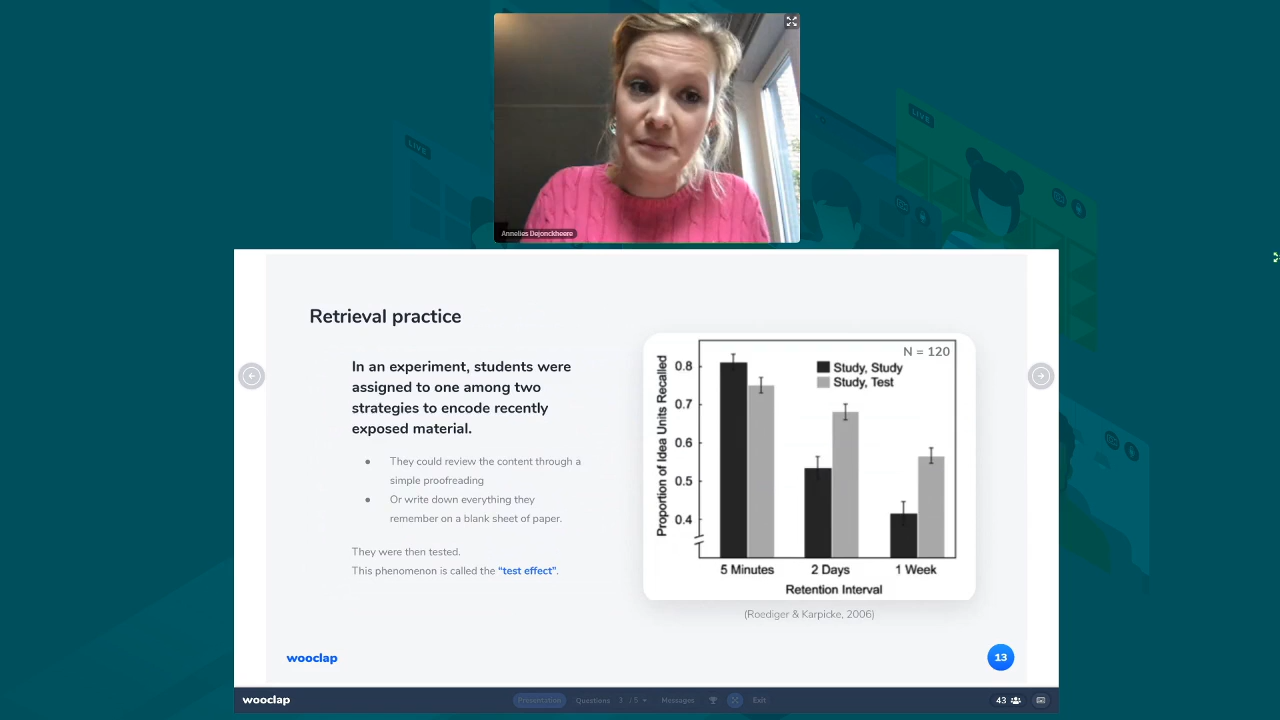 LIVE
LIVE
Annelies Dejonckheere
Retrieval practice
In an experiment, students were
assigned to one among two
strategies to encode recently
exposed material.
● They could review the content through a
simple proofreading
● Or write down everything they
remember on a blank sheet of paper.
They were then tested.
This phenomenon is called the “test effect”.
N = 120
Study, Study
Study, Test
Proportion of Idea Units Recalled
0.8
0.7
0.6
0.5
0.4
5 Minutes 2 Days 1 Week
Retention Interval
(Roediger & Karpicke, 2006)
wooclap
13
wooclap
Presentation Questions 3 / 5 Messages Exit
43